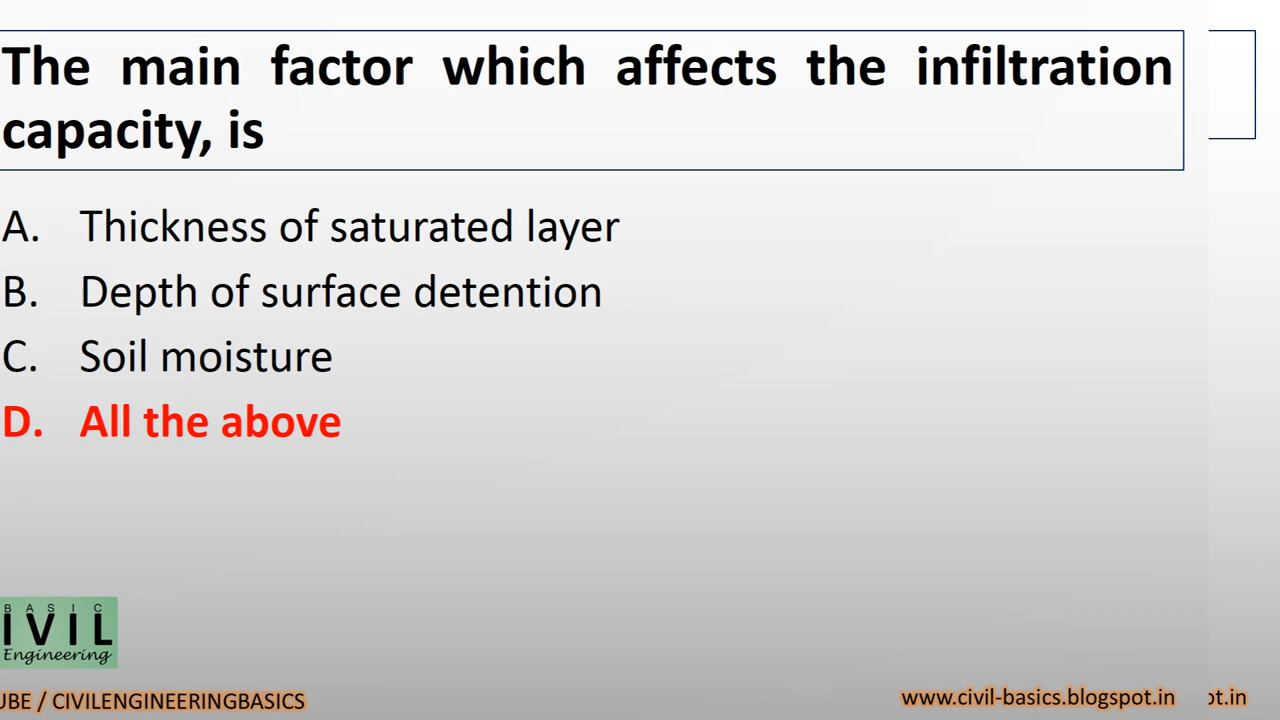 The main factor which affects the infiltration
capacity, is
A. Thickness of saturated layer
B. Depth of surface detention
C. Soil moisture
D. All the above
BASIC
IVIL
Engineering
UBE / CIVILENGINEERINGBASICS
www.civil-basics.blogspot.in
ot.in